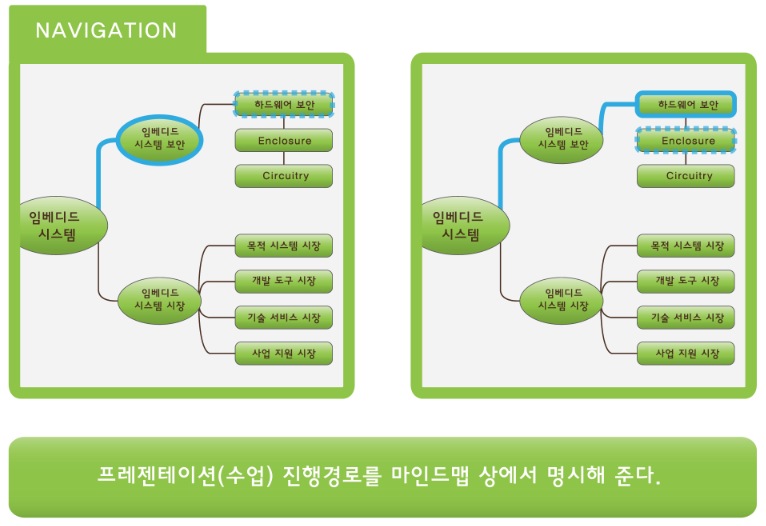 NAVIGATION
임베디드
시스템
임베디드
시스템 보안
하드웨어 보안
Enclosure
Circuitry
임베디드
시스템 시장
목적 시스템 시장
개발 도구 시장
기술 서비스 시장
사업 지원 시장
임베디드
시스템
임베디드
시스템 보안
하드웨어 보안
Enclosure
Circuitry
임베디드
시스템 시장
목적 시스템 시장
개발 도구 시장
기술 서비스 시장
사업 지원 시장
프레젠테이션(수업) 진행경로를 마인드맵 상에서 명시해 준다.